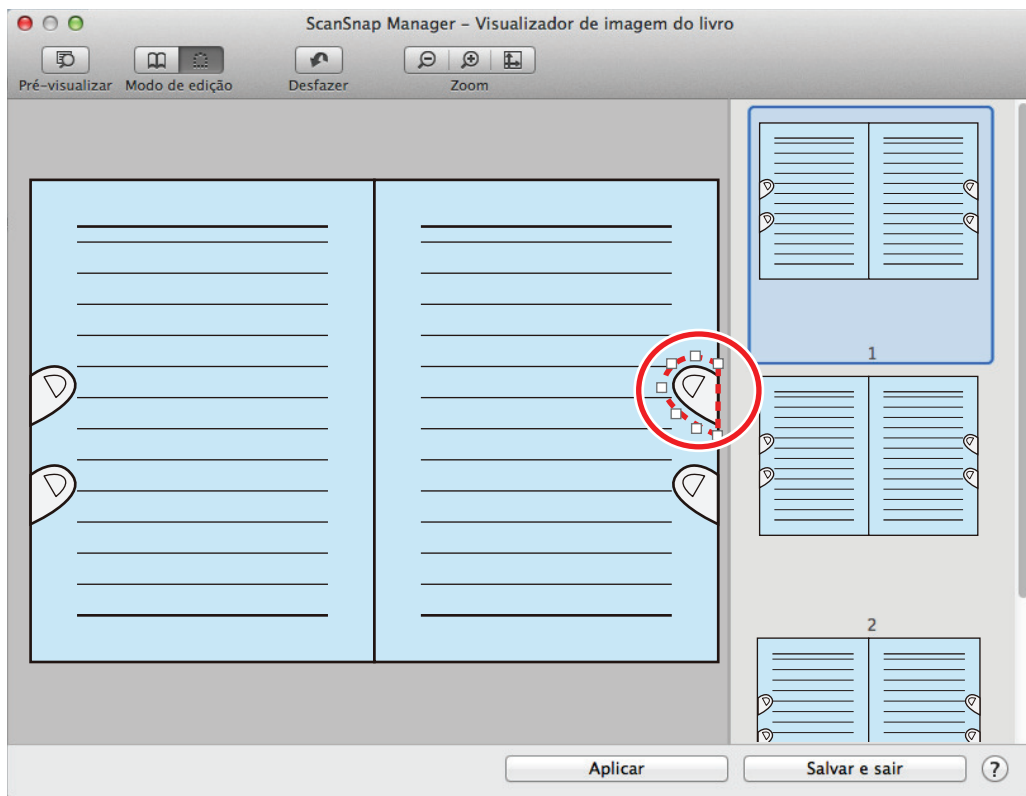 ScanSnap Manager – Visualizador de imagem do livro
Pré-visualizar Modo de edição Desfazer Zoom
1
2
Aplicar Salvar e sair ?